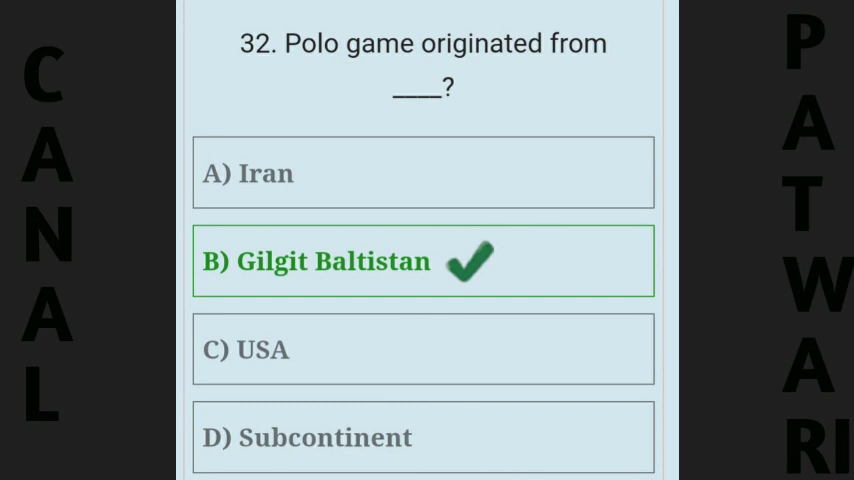 CANAL
32. Polo game originated from
____?
A) Iran
B) Gilgit Baltistan
C) USA
D) Subcontinent
PATWARI